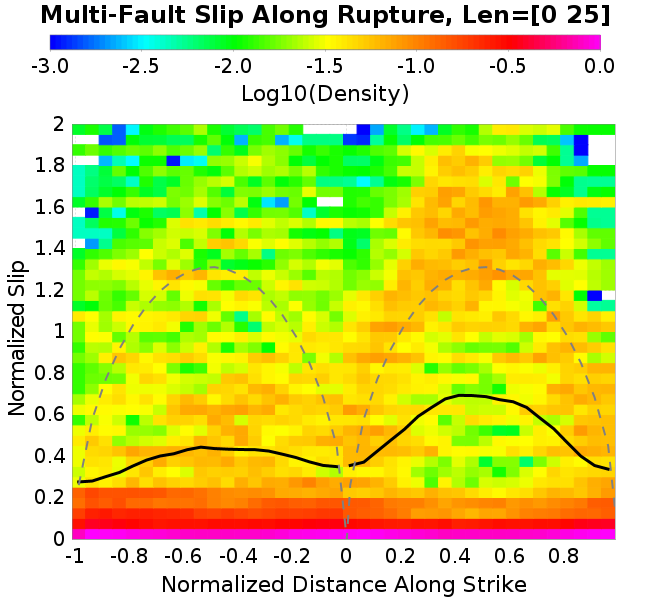 Multi-Fault Slip Along Rupture, Len=[0 25]
-3.0 -2.5 -2.0 -1.5 -1.0 -0.5 0.0
Log10(Density)
2
1.8
1.6
1.4
1.2
1
0.8
0.6
0.4
0.2
0
Normalized Slip
-1 -0.8 -0.6 -0.4 -0.2 0 0.2 0.4 0.6 0.8
Normalized Distance Along Strike